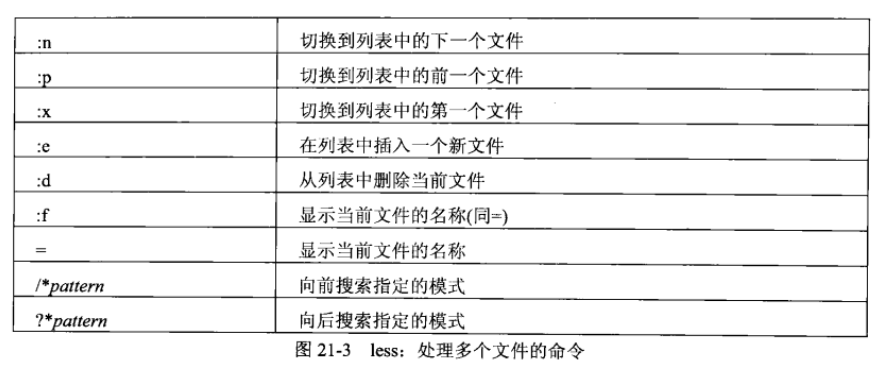 :n 切换到列表中的下一个文件
:p 切换到列表中的前一个文件
:x 切换到列表中的第一个文件
:e 在列表中插入一个新文件
:d 从列表中删除当前文件
:f 显示当前文件的名称(同=)
= 显示当前文件的名称
/*pattern 向前搜索指定的模式
?*pattern 向后搜索指定的模式
图 21-3 less：处理多个文件的命令